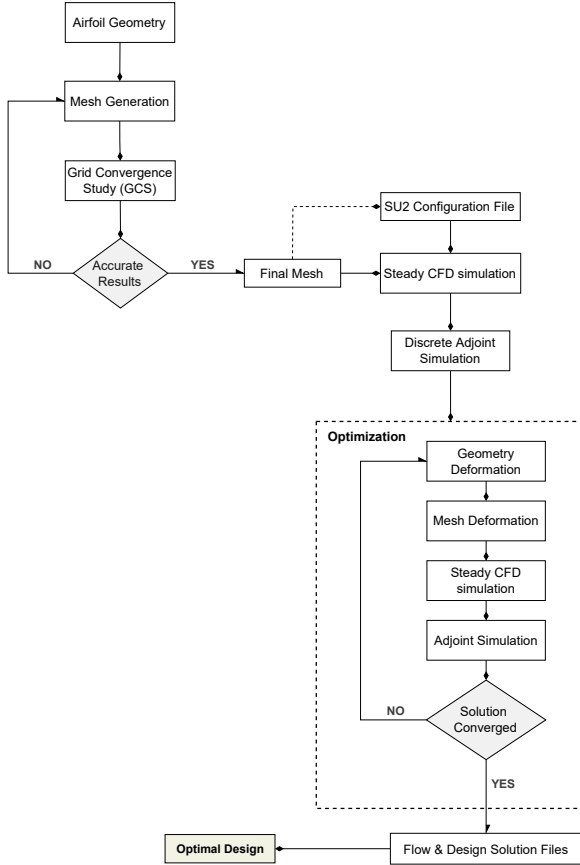 Airfoil Geometry
Mesh Generation
Grid Convergence
Study (GCS)
Accurate
Results
NO
YES
Final Mesh
SU2 Configuration File
Steady CFD simulation
Discrete Adjoint
Simulation
Optimization
Geometry
Deformation
Mesh Deformation
Steady CFD
simulation
Adjoint Simulation
Solution
Converged
NO
YES
Flow & Design Solution Files
Optimal Design